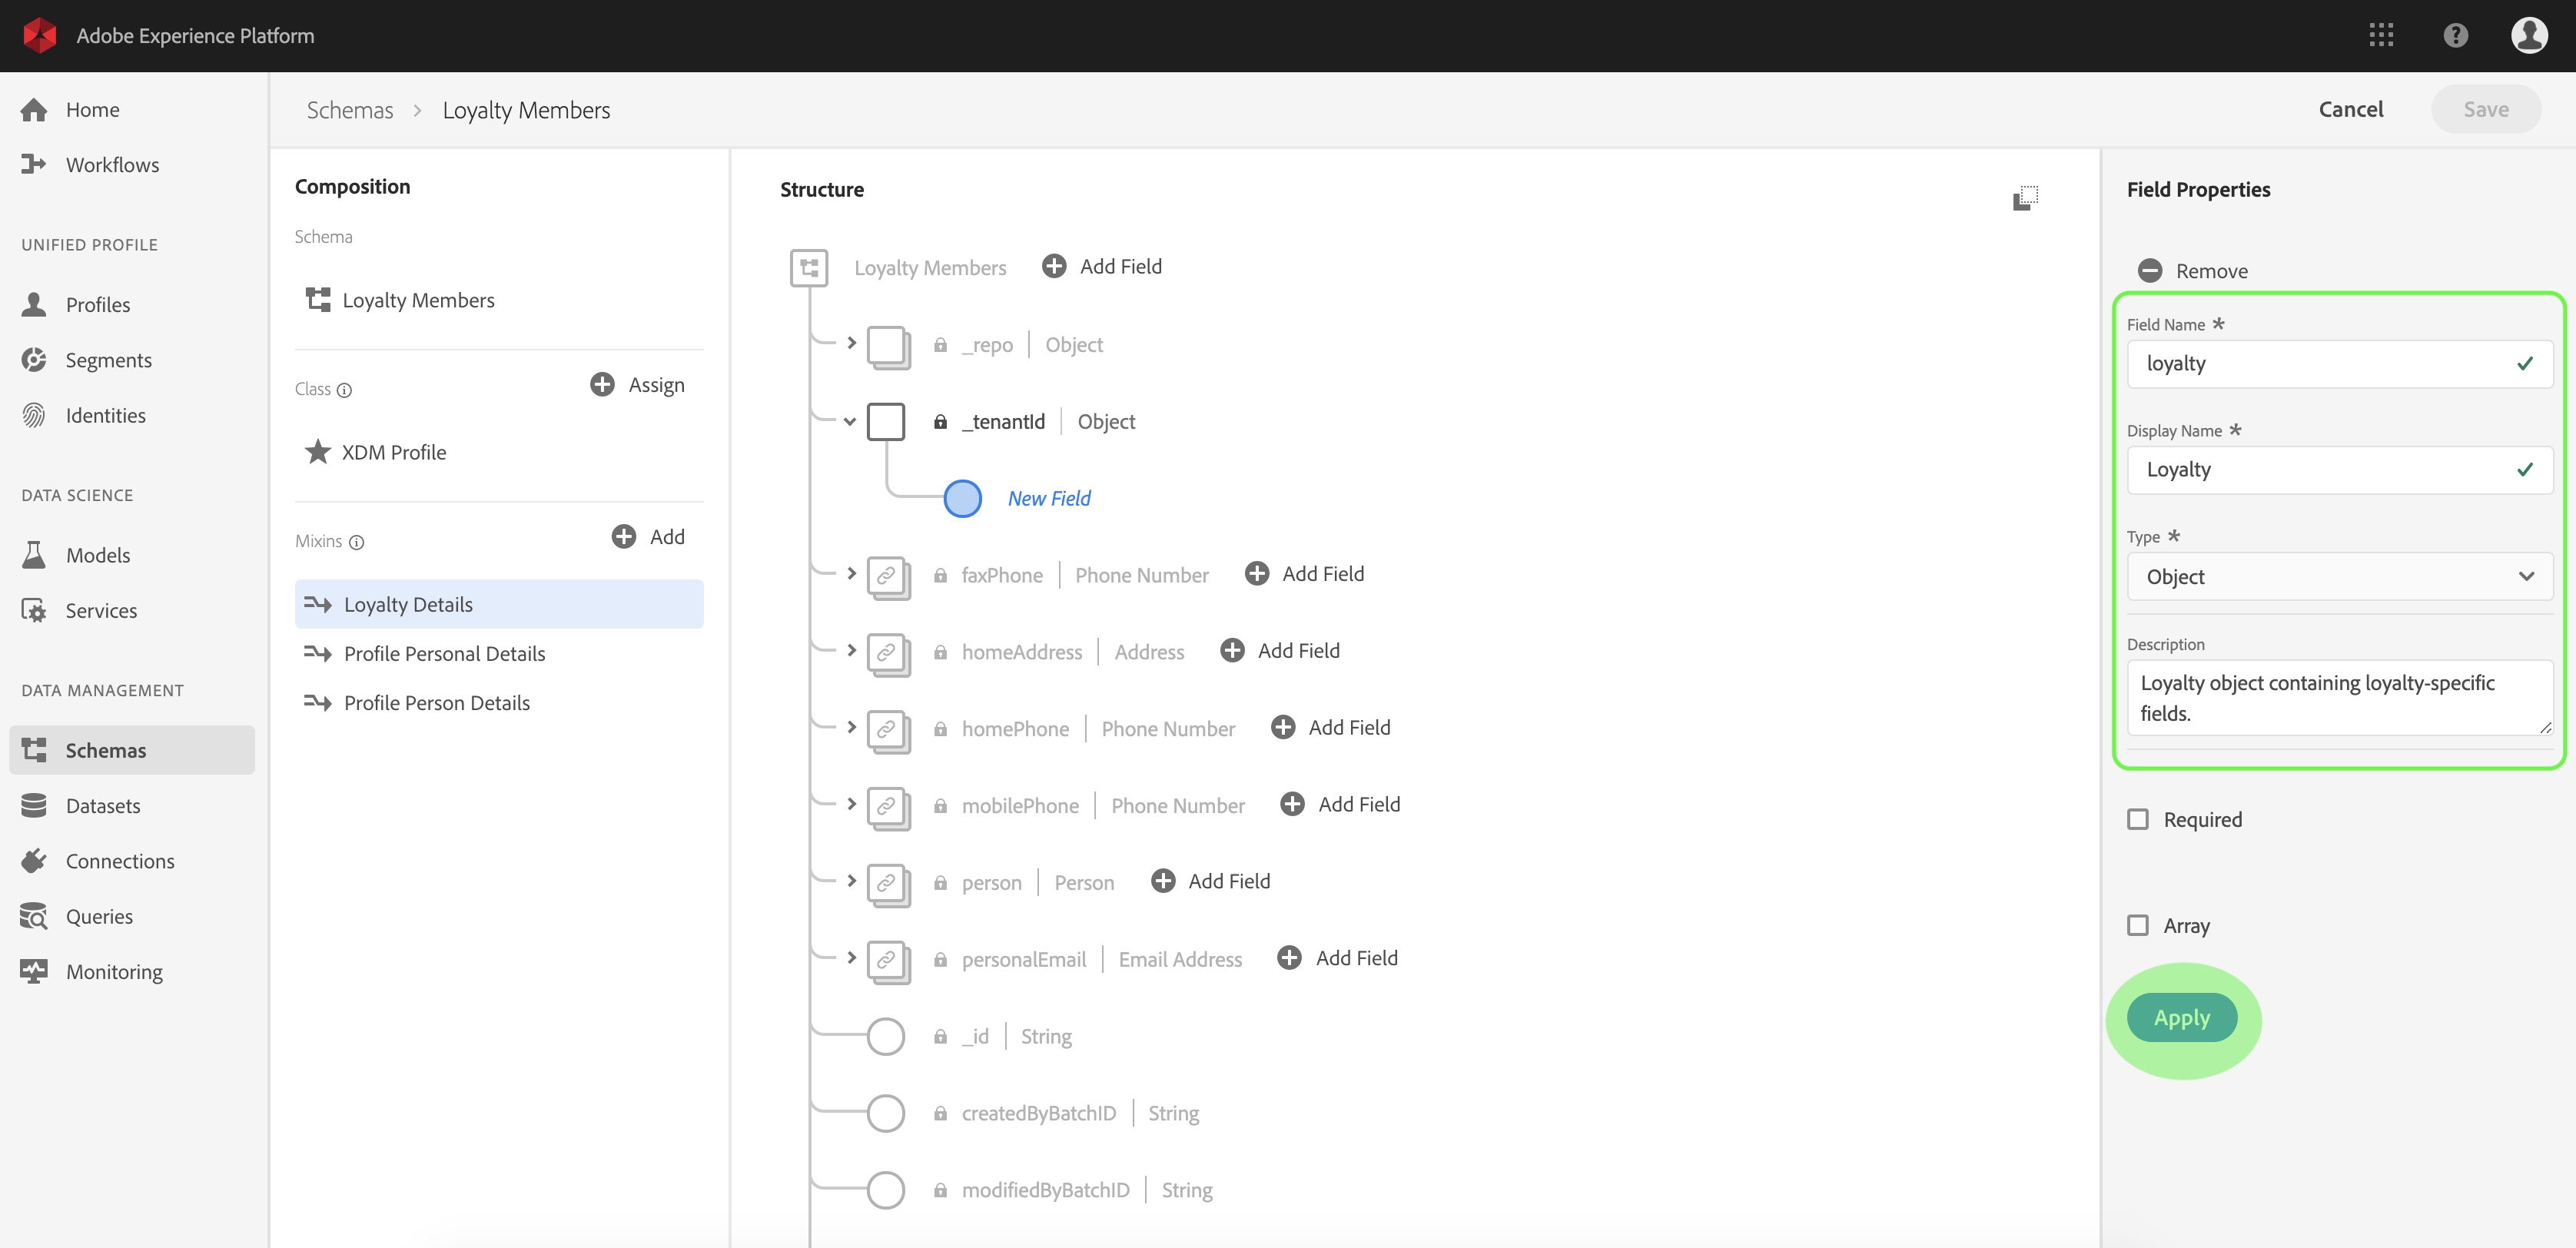 Adobe Experience Platform
Home
Workflows
UNIFIED PROFILE
Profiles
Segments
Identities
DATA SCIENCE
Models
Services
DATA MANAGEMENT
Schemas
Datasets
Connections
Queries
Monitoring
Schemas > Loyalty Members
Cancel
Save
Composition
Schema
Loyalty Members
Class
Assign
XDM Profile
Mixins
Add
Loyalty Details
Profile Personal Details
Profile Person Details
Structure
Loyalty Members Add Field
_repo | Object
_tenantId | Object
New Field
faxPhone | Phone Number Add Field
homeAddress | Address Add Field
homePhone | Phone Number Add Field
mobilePhone | Phone Number Add Field
person | Person Add Field
personalEmail | Email Address Add Field
_id | String
createdByBatchID | String
modifiedByBatchID | String
Field Properties
Remove
Field Name *
loyalty
Display Name *
Loyalty
Type *
Object
Description
Loyalty object containing loyalty-specific
fields.
Required
Array
Apply